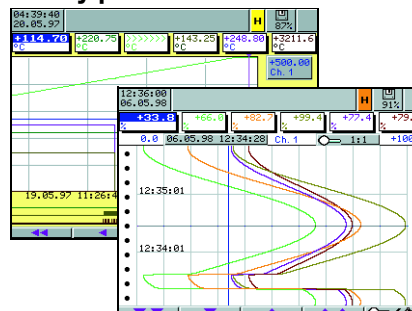 04:39:40
20.05.97
H
87%
+114.70 +220.75 >>>>>>> +143.25 +248.80 +3211.6
°C °C °C °C
+500.00
Ch.1
19.05.97 11:26:4
12:36:00
06.05.98
H
91%
+33.8 +66.0 +82.7 +99.4 +77.4 +79.
% % % % % %
0.0 06.05.98 12:34:28 Ch.1 1:1 +100
12:35:01
12:34:01